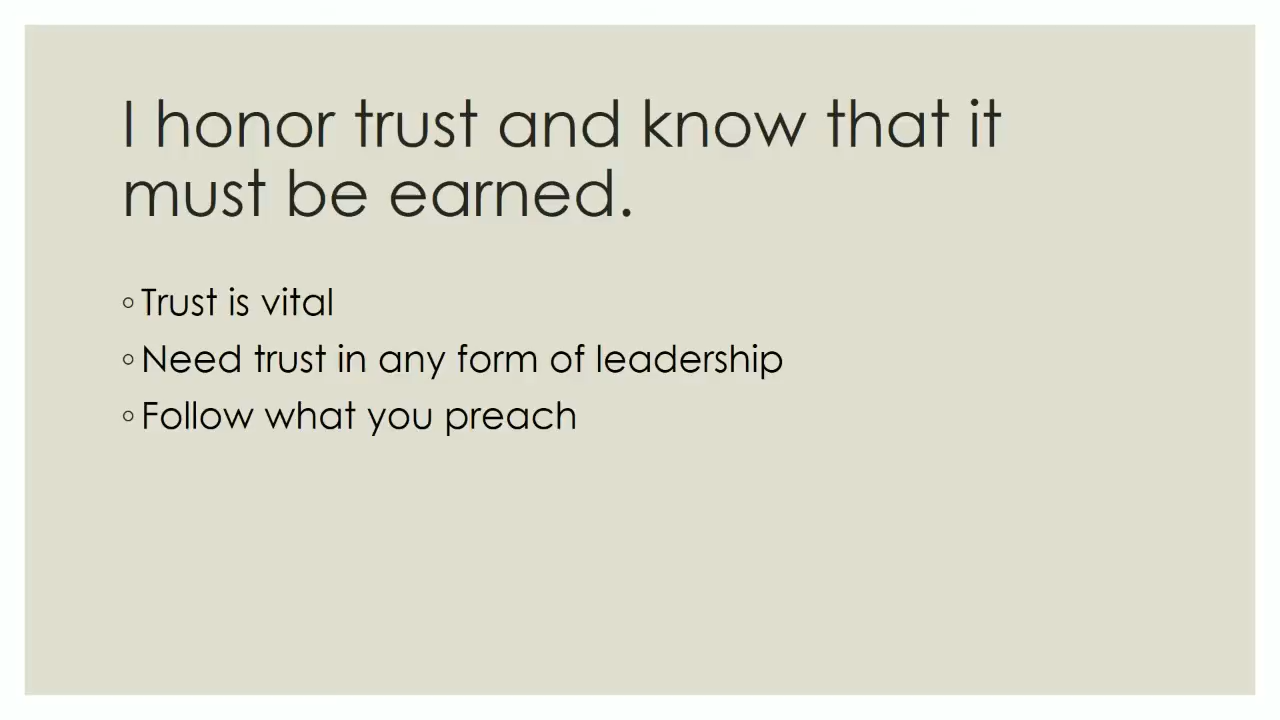 I honor trust and know that it
must be earned.
◦Trust is vital
◦Need trust in any form of leadership
◦Follow what you preach